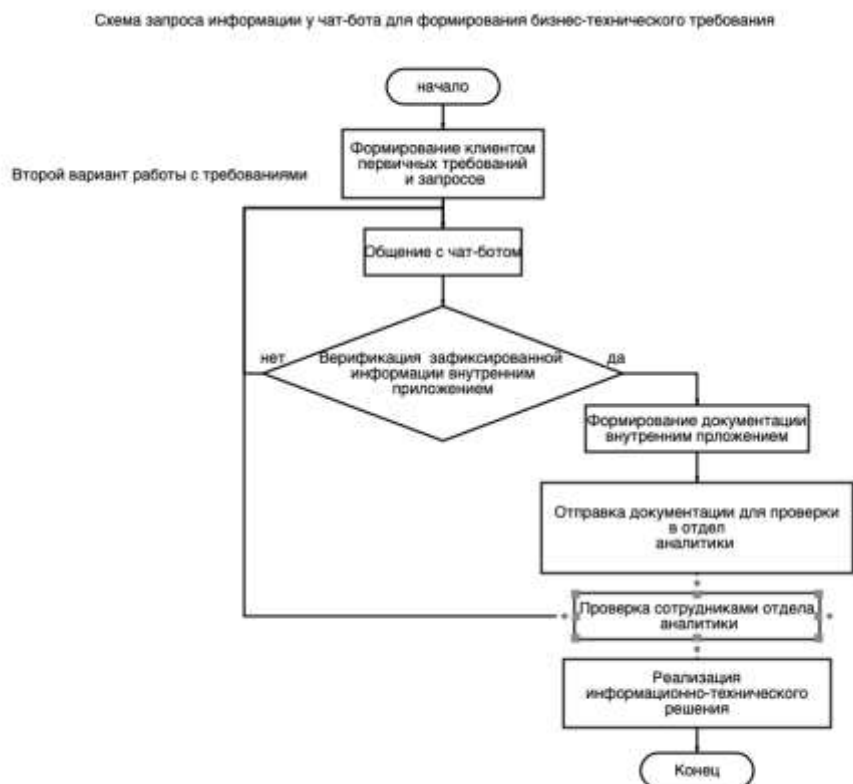 Схема запроса информации у чат-бота для формирования бизнес-технического требования
начало
Формирование клиентом
первичных требований
и запросов
Второй вариант работы с требованиями
Общение с чат-ботом
нет
Верификация зафиксированной
информации внутренним
приложением
да
Формирование документации
внутренним прложением
Отправка документации для проверки
в отдел
аналитики
Проверка сотрудниками отдела
аналитики
Реализация
информационно-технического
решения
Конец